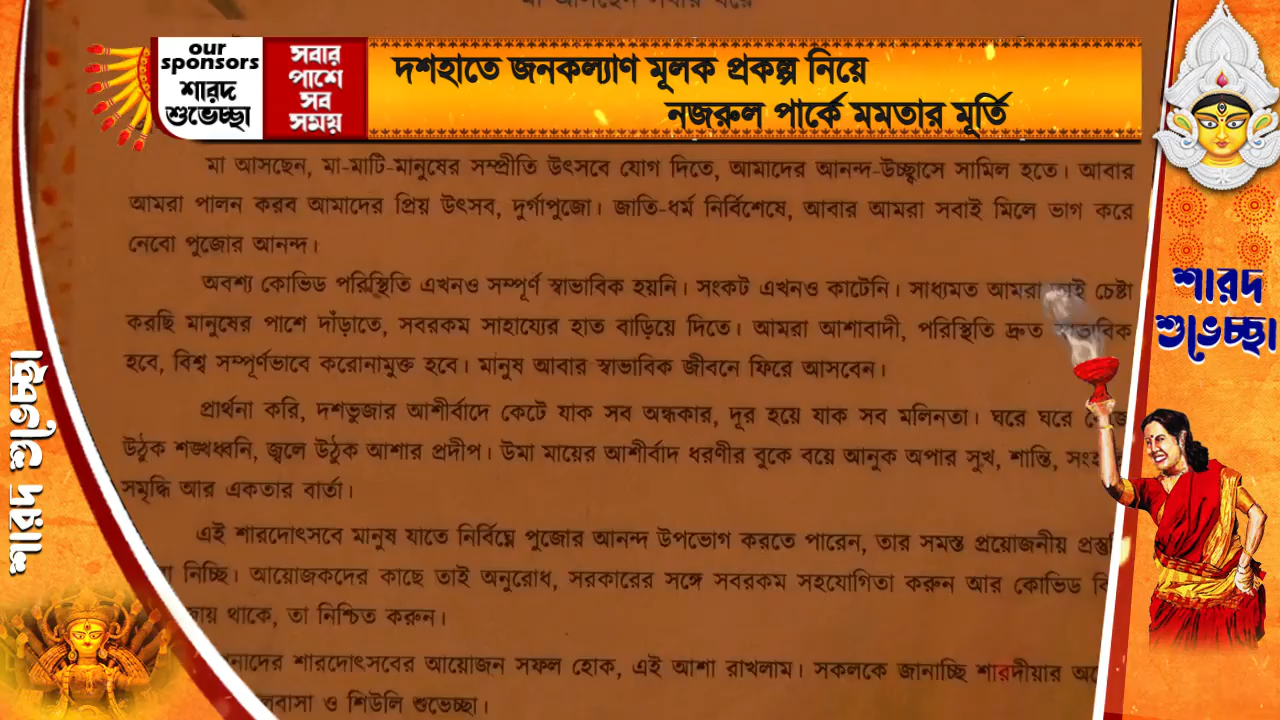 মা আসছেন সবার ঘরে
our
sponsors
শারদ
শুভেচ্ছা
সবার
পাশে
সব
সময়
দশহাতে জনকল্যাণ মূলক প্রকল্প নিয়ে
নজরুল পার্কে মমতার মূর্তি
মা আসছেন, মা-মাটি-মানুষের সম্প্রীতি উৎসবে যোগ দিতে, আমাদের আনন্দ-উচ্ছ্বাসে সামিল হতে। আবার
আমরা পালন করব আমাদের প্রিয় উৎসব, দুর্গাপুজো। জাতি-ধর্ম নির্বিশেষে, আবার আমরা সবাই মিলে ভাগ করে
নেবো পুজোর আনন্দ।
অবশ্য কোভিড পরিস্থিতি এখনও সম্পূর্ণ স্বাভাবিক হয়নি। সংকট এখনও কাটেনি। সাধ্যমত আমরা তাই চেষ্টা
করছি মানুষের পাশে দাঁড়াতে, সবরকম সাহায্যের হাত বাড়িয়ে দিতে। আমরা আশাবাদী, পরিস্থিতি দ্রুত স্বাভাবিক
হবে, বিশ্ব সম্পূর্ণভাবে করোনামুক্ত হবে। মানুষ আবার স্বাভাবিক জীবনে ফিরে আসবেন।
প্রার্থনা করি, দশভুজার আশীর্বাদে কেটে যাক সব অন্ধকার, দূর হয়ে যাক সব মলিনতা। ঘরে ঘরে
উঠুক শঙ্খধ্বনি, জ্বলে উঠুক আশার প্রদীপ। উমা মায়ের আশীর্বাদ ধরণীর বুকে বয়ে আনুক অপার সুখ, শান্তি,
সমৃদ্ধি আর একতার বার্তা।
এই শারদোৎসবে মানুষ যাতে নির্বিঘ্নে পুজোর আনন্দ উপভোগ করতে পারেন, তার সমস্ত প্রয়োজনীয়
নিচ্ছি। আয়োজকদের কাছে তাই অনুরোধ, সরকারের সঙ্গে সবরকম সহযোগিতা করুন আর কোভিড
থাকে, তা নিশ্চিত করুন।
শারদোৎসবের আয়োজন সফল হোক, এই আশা রাখলাম। সকলকে জানাচ্ছি শারদীয়ার
ও শিউলি শুভেচ্ছা।
শারদ
শুভেচ্ছা
শারদ শুভেচ্ছা